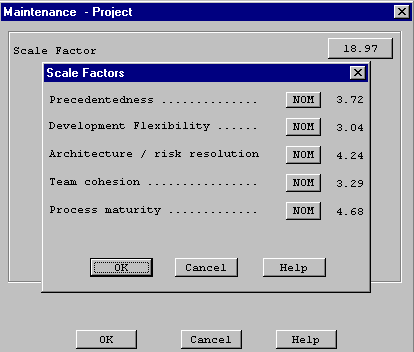 Maintenance - Project
Scale Factor 18.97
Scale Factors
Precedentedness .............. NOM 3.72
Development Flexibility ...... NOM 3.04
Architecture / risk resolution NOM 4.24
Team cohesion ................ NOM 3.29
Process maturity ............. NOM 4.68
OK Cancel Help
OK Cancel Help